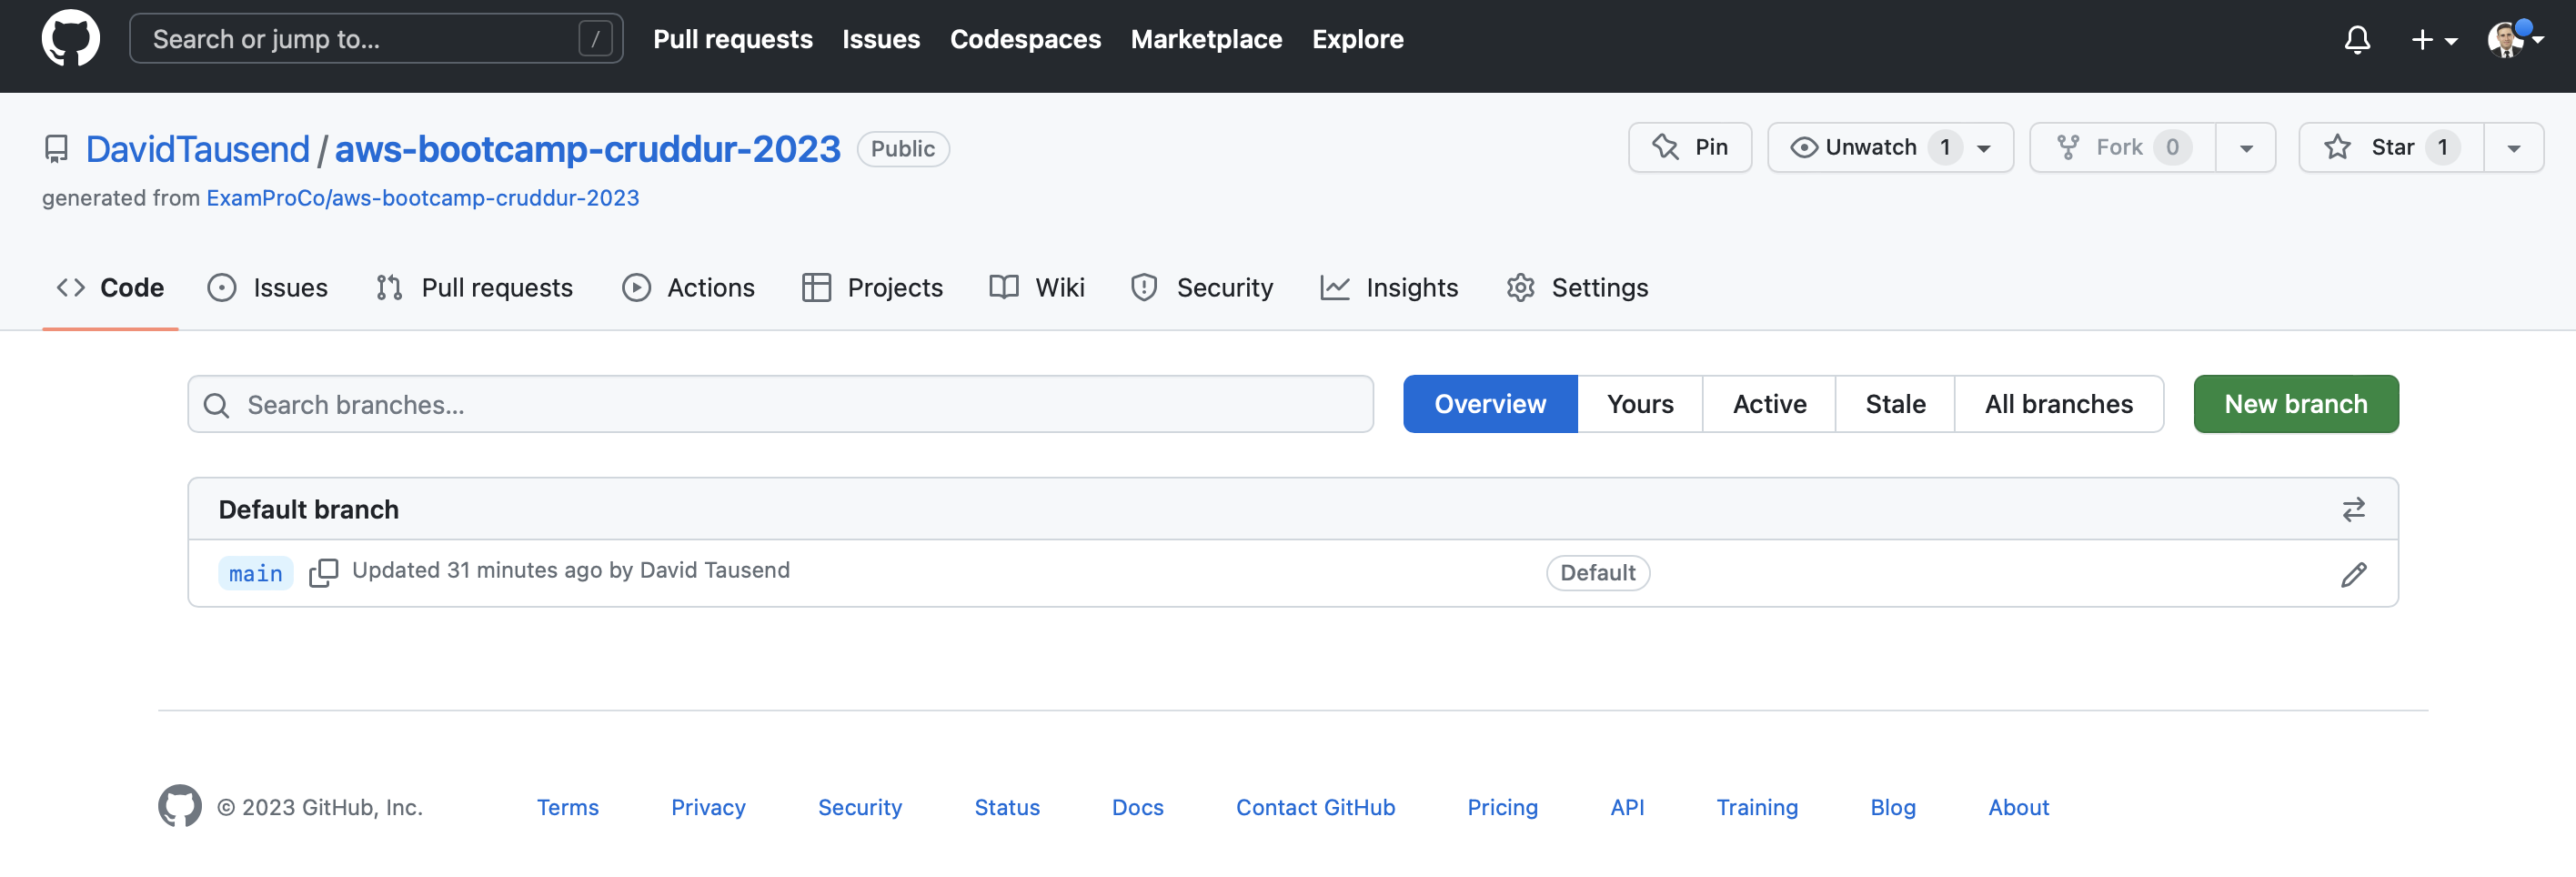 Search or jump to... / Pull requests Issues Codespaces Marketplace Explore
DavidTausend / aws-bootcamp-cruddur-2023 Public Pin Unwatch 1 Fork 0 Star 1
generated from ExamProCo/aws-bootcamp-cruddur-2023
Code Issues Pull requests Actions Projects Wiki Security Insights Settings
Search branches... Overview Yours Active Stale All branches New branch
Default branch
main Updated 31 minutes ago by David Tausend Default
© 2023 GitHub, Inc. Terms Privacy Security Status Docs Contact GitHub Pricing API Training Blog About